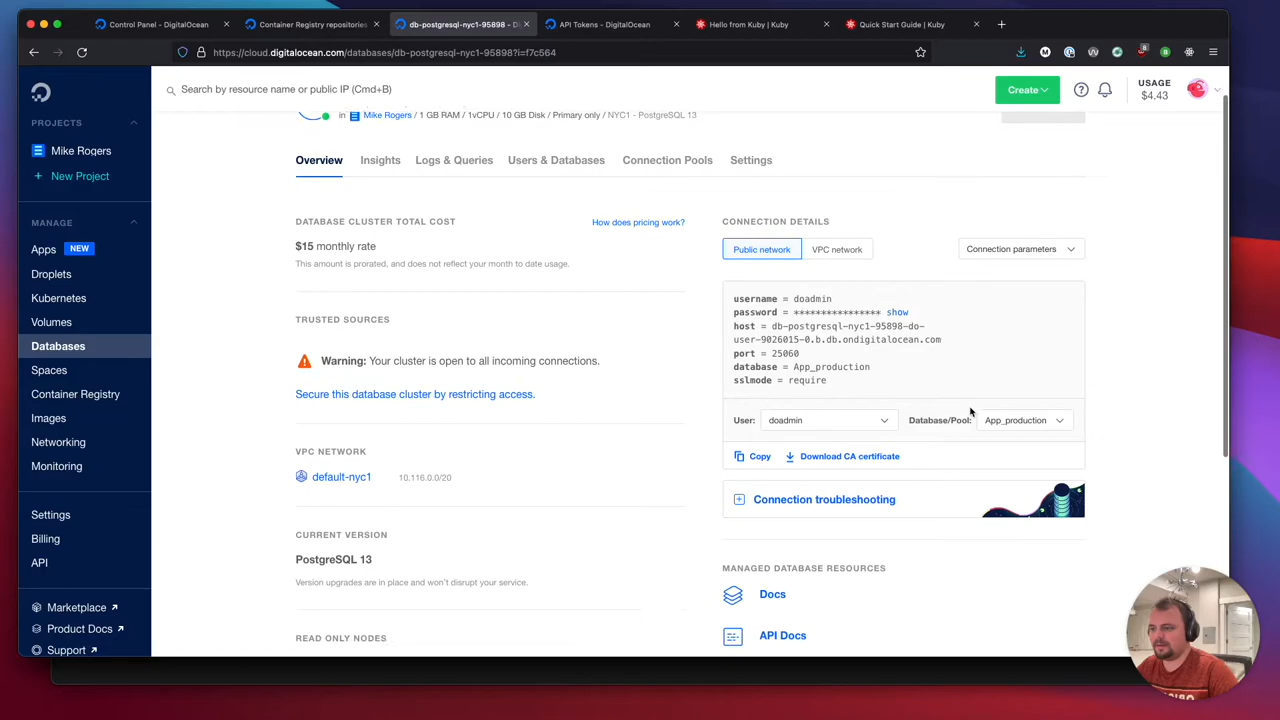 Control Panel - DigitalOcean
Container Registry repositories
db-postgresql-nyc1-95898 - Di
API Tokens - DigitalOcean
Hello from Kuby | Kuby
Quick Start Guide | Kuby
https://cloud.digitalocean.com/databases/db-postgresql-nyc1-95898?i=f7c564
Search by resource name or public IP (Cmd+B)
Create
USAGE
$4.43
PROJECTS
Mike Rogers
+ New Project
MANAGE
Apps NEW
Droplets
Kubernetes
Volumes
Databases
Spaces
Container Registry
Images
Networking
Monitoring
Settings
Billing
API
Marketplace
Product Docs
Support
in Mike Rogers / 1 GB RAM / 1vCPU / 10 GB Disk / Primary only / NYC1 - PostgreSQL 13
Overview Insights Logs & Queries Users & Databases Connection Pools Settings
DATABASE CLUSTER TOTAL COST
How does pricing work?
$15 monthly rate
This amount is prorated, and does not reflect your month to date usage.
TRUSTED SOURCES
Warning: Your cluster is open to all incoming connections.
Secure this database cluster by restricting access.
VPC NETWORK
default-nyc1 10.116.0.0/20
CURRENT VERSION
PostgreSQL 13
Version upgrades are in place and won't disrupt your service.
READ ONLY NODES
CONNECTION DETAILS
Public network VPC network
Connection parameters
username = doadmin
password = **************** show
host = db-postgresql-nyc1-95898-do-
user-9026015-0.b.db.ondigitalocean.com
port = 25060
database = App_production
sslmode = require
User: doadmin
Database/Pool: App_production
Copy Download CA certificate
Connection troubleshooting
MANAGED DATABASE RESOURCES
Docs
API Docs